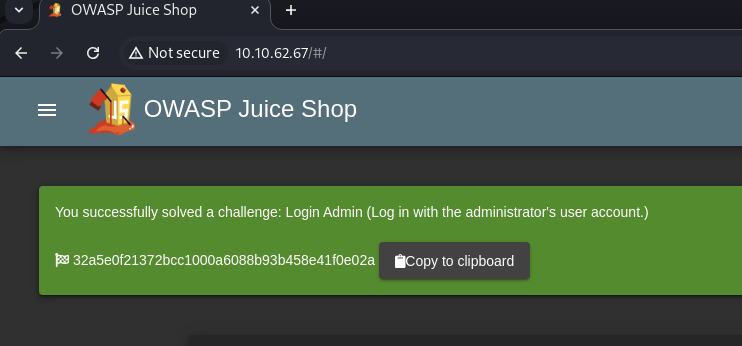 OWASP Juice Shop
Not secure 10.10.62.67/#/
OWASP Juice Shop
You successfully solved a challenge: Login Admin (Log in with the administrator's user account.)
32a5e0f21372bcc1000a6088b93b458e41f0e02a Copy to clipboard